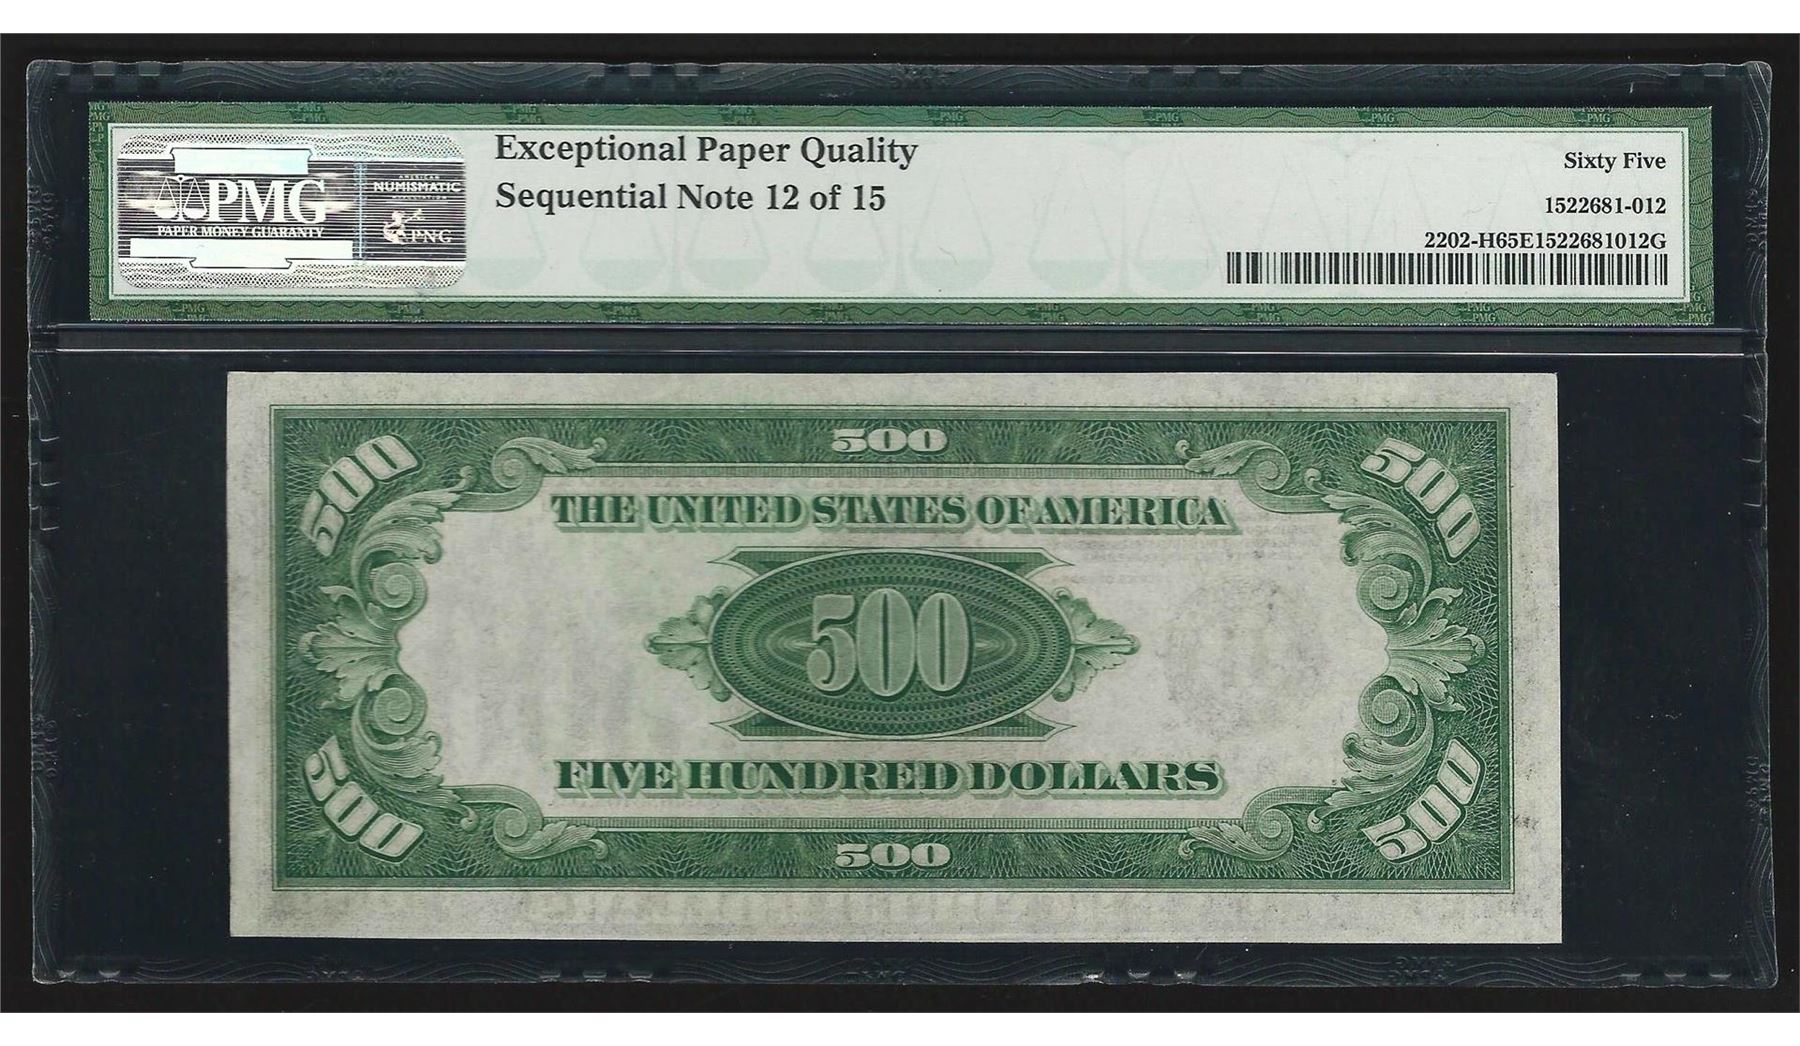 PMG
PAPER MONEY GUARANTY
AMERICAN
NUMISMATIC
ASSOCIATION
PNG
Exceptional Paper Quality
Sequential Note 12 of 15
Sixty Five
1522681-012
2202-H65E1522681012G
500
500
500
THE UNITED STATES OF AMERICA
500
FIVE HUNDRED DOLLARS
500
500
500